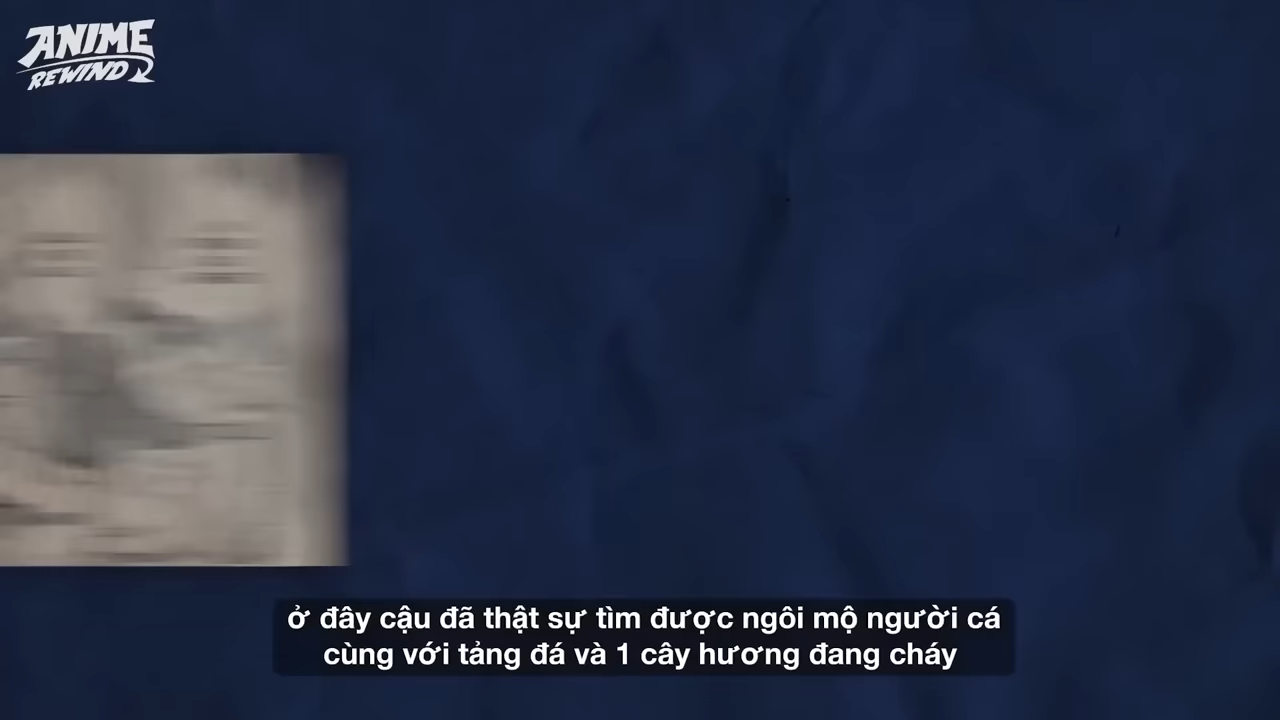 ANIME
REWIND
ở đây cậu đã thật sự tìm được ngôi mộ người cá
cùng với tảng đá và 1 cây hương đang cháy